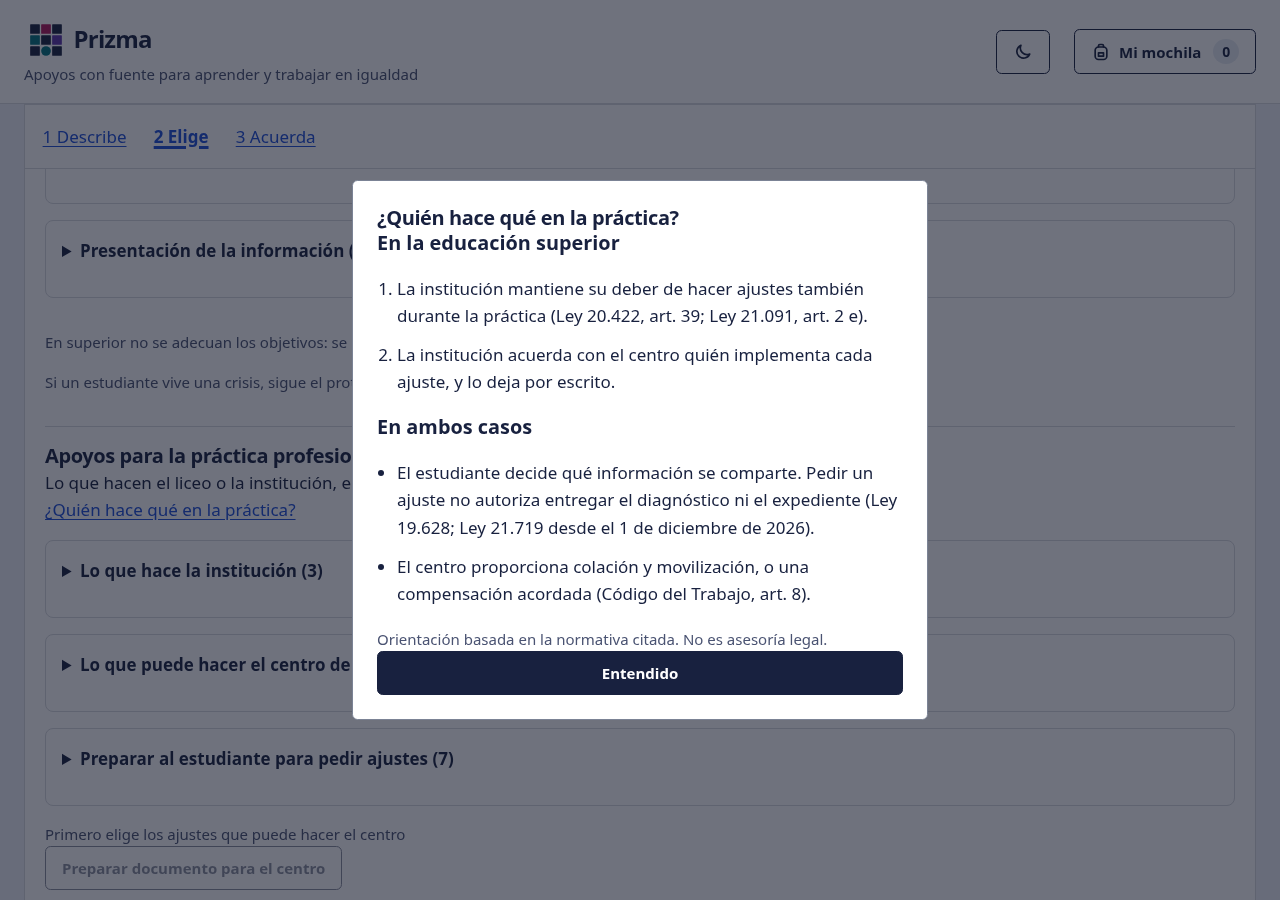 Prizma
Apoyos con fuente para aprender y trabajar en igualdad
Mi mochila 0
1 Describe 2 Elige 3 Acuerda
Presentación de la información (
En superior no se adecuan los objetivos: se
Si un estudiante vive una crisis, sigue el
Apoyos para la práctica
Lo que hacen el liceo o la institución, e
¿Quién hace qué en la práctica?
Lo que hace la institución (3)
Lo que puede hacer el centro de
Preparar al estudiante para pedir ajustes (7)
Primero elige los ajustes que puede hacer el centro
Preparar documento para el centro
¿Quién hace qué en la práctica?
En la educación superior
1. La institución mantiene su deber de hacer ajustes también
durante la práctica (Ley 20.422, art. 39; Ley 21.091, art. 2 e).
2. La institución acuerda con el centro quién implementa cada
ajuste, y lo deja por escrito.
En ambos casos
• El estudiante decide qué información se comparte. Pedir un
ajuste no autoriza entregar el diagnóstico ni el expediente (Ley
19.628; Ley 21.719 desde el 1 de diciembre de 2026).
• El centro proporciona colación y movilización, o una
compensación acordada (Código del Trabajo, art. 8).
Orientación basada en la normativa citada. No es asesoría legal.
Entendido